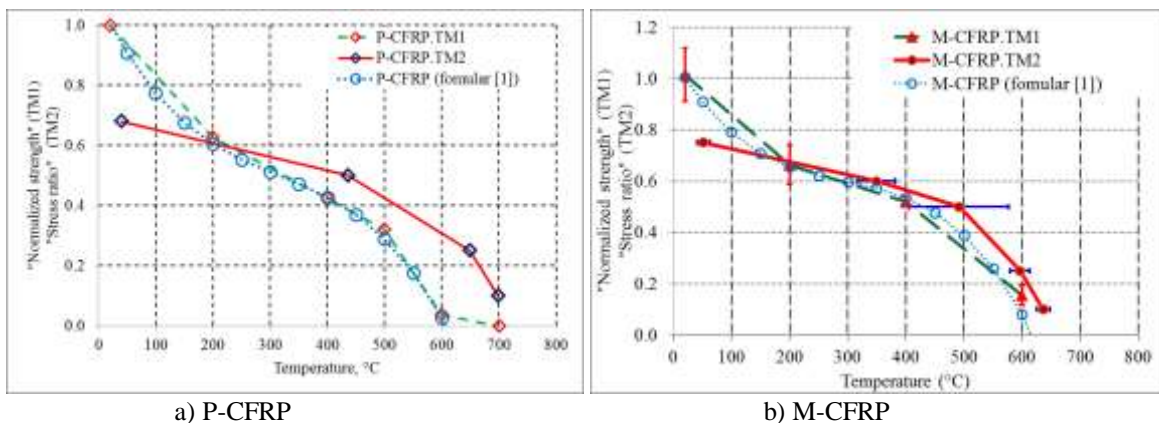 1.0
0.8
0.6
0.4
0.2
0.0
"Normalized strength" (TM1)
"Stress ratio" (TM2)
P-CFRP.TM1
P-CFRP.TM2
P-CFRP (fomular [1])
0 100 200 300 400 500 600 700 800
Temperature, °C
a) P-CFRP
1.2
1.0
0.8
0.6
0.4
0.2
0.0
"Normalized strength" (TM1)
"Stress ratio" (TM2)
M-CFRP.TM1
M-CFRP.TM2
M-CFRP (fomular [1])
0 100 200 300 400 500 600 700 800
Temperature (°C)
b) M-CFRP